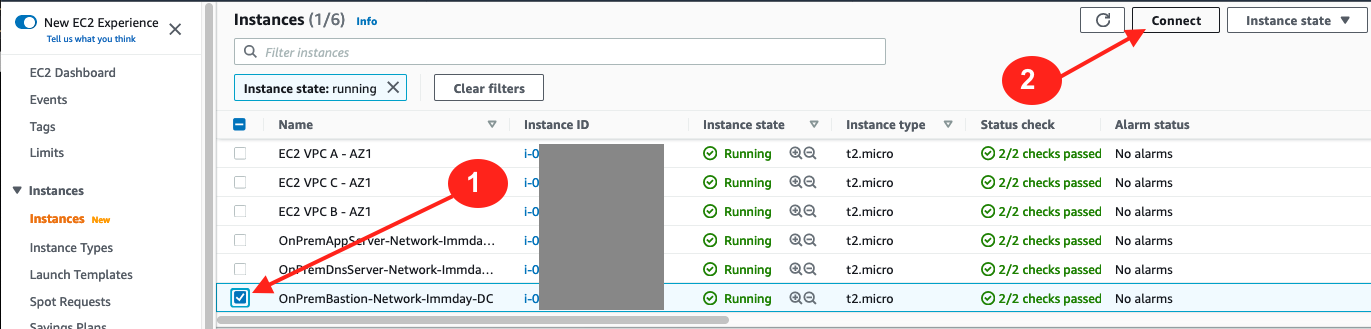 New EC2 Experience
Tell us what you think
EC2 Dashboard
Events
Tags
Limits
Instances
Instances New
Instance Types
Launch Templates
Spot Requests
Savings Plans
Instances (1/6) Info
Connect
Instance state
Filter instances
Instance state: running
Clear filters
2
Name Instance ID Instance state Instance type Status check Alarm status
EC2 VPC A - AZ1 i-0 Running t2.micro 2/2 checks passed No alarms
EC2 VPC C - AZ1 i-0 Running t2.micro 2/2 checks passed No alarms
1
EC2 VPC B - AZ1 i-0 Running t2.micro 2/2 checks passed No alarms
OnPremAppServer-Network-Immda... i-0 Running t2.micro 2/2 checks passed No alarms
OnPremDnsServer-Network-Immda... i-0 Running t2.micro 2/2 checks passed No alarms
OnPremBastion-Network-Immday-DC i-0 Running t2.micro 2/2 checks passed No alarms